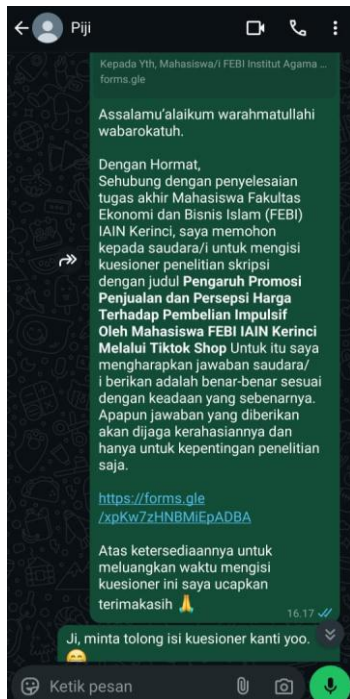 Piji
Kepada Yth, Mahasiswa/i FEBI Institut Agama ...
forms.gle
Assalamu'alaikum warahmatullahi
wabarokatuh.
Dengan Hormat,
Sehubung dengan penyelesaian
tugas akhir Mahasiswa Fakultas
Ekonomi dan Bisnis Islam (FEBI)
IAIN Kerinci, saya memohon
kepada saudara/i untuk mengisi
kuesioner penelitian skripsi
dengan judul Pengaruh Promosi
Penjualan dan Persepsi Harga
Terhadap Pembelian Impulsif
Oleh Mahasiswa FEBI IAIN Kerinci
Melalui Tiktok Shop Untuk itu saya
mengharapkan jawaban saudara/
i berikan adalah benar-benar sesuai
dengan keadaan yang sebenarnya.
Apapun jawaban yang diberikan
akan dijaga kerahasiannya dan
hanya untuk kepentingan penelitian
saja.
https://forms.gle
/xpKw7zHNBMiEpADBA
Atas ketersediaannya untuk
meluangkan waktu mengisi
kuesioner ini saya ucapkan
terimakasih 🙏
16.17
Ji, minta tolong isi kuesioner kanti yoo.
Ketik pesan